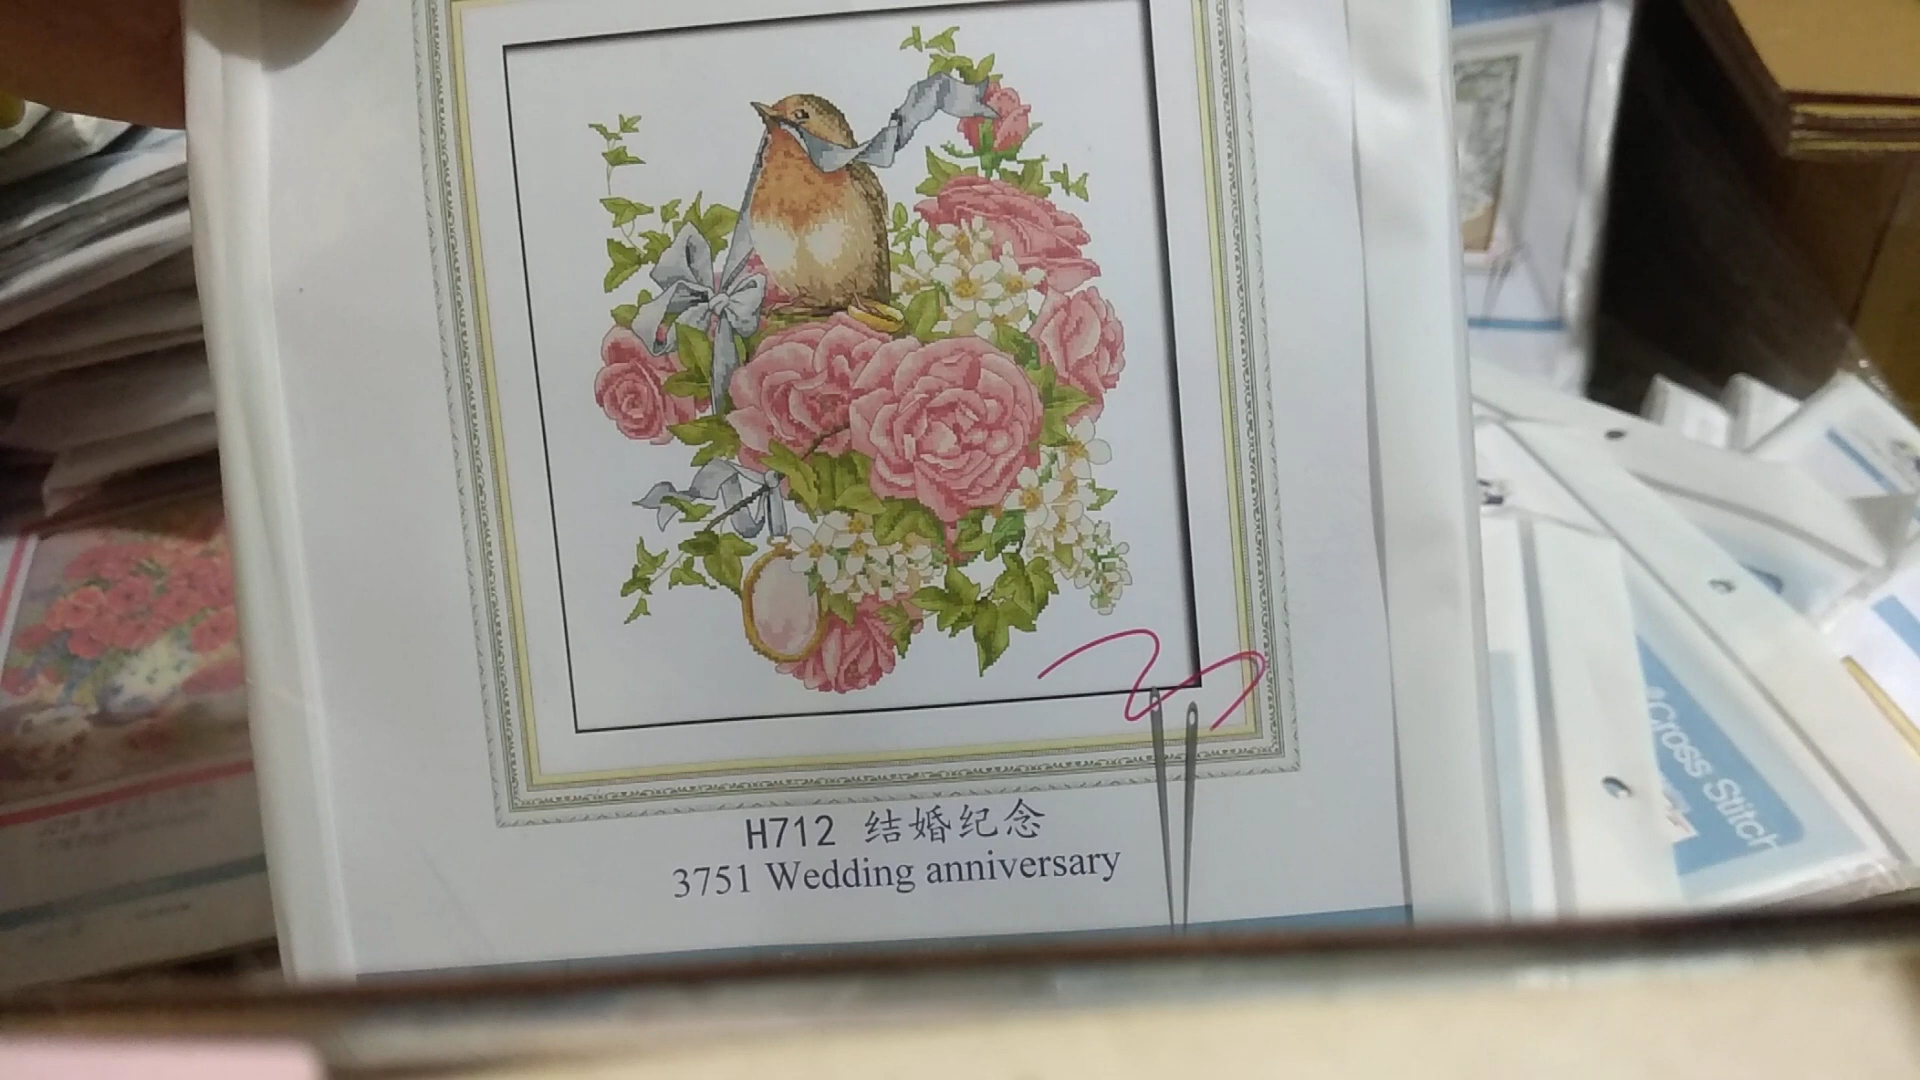 H712 结婚纪念
3751 Wedding anniversary
Cross Stitch